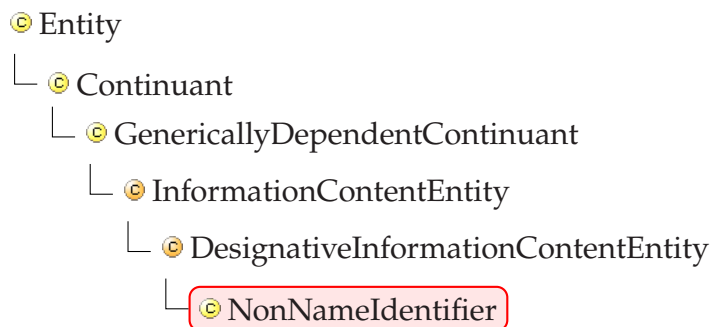 Entity
Continuant
GenericallyDependentContinuant
InformationContentEntity
DesignativeInformationContentEntity
NonNameIdentifier